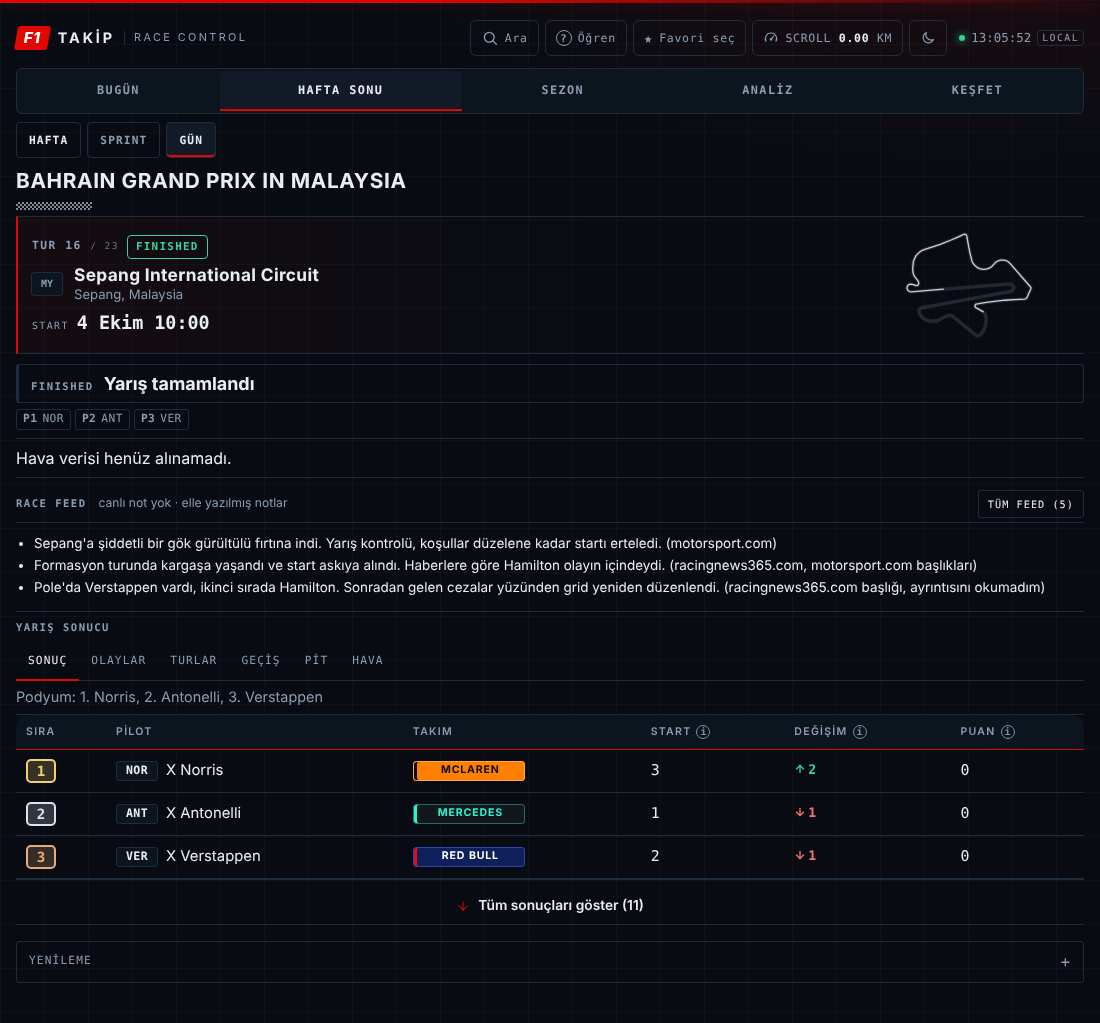 F1 TAKİP RACE CONTROL Ara ? Öğren ★ Favori seç SCROLL 0.00 KM 13:05:52 LOCAL
BUGÜN HAFTA SONU SEZON ANALİZ KEŞFET
HAFTA SPRINT GÜN
BAHRAIN GRAND PRIX IN MALAYSIA
TUR 16 / 23 FINISHED
MY Sepang International Circuit
Sepang, Malaysia
START 4 Ekim 10:00
FINISHED Yarış tamamlandı
P1 NOR P2 ANT P3 VER
Hava verisi henüz alınamadı.
RACE FEED canlı not yok · elle yazılmış notlar TÜM FEED (5)
• Sepang'a şiddetli bir gök gürültülü fırtına indi. Yarış kontrolü, koşullar düzelene kadar startı erteledi. (motorsport.com)
• Formasyon turunda kargaşa yaşandı ve start askıya alındı. Haberlere göre Hamilton olayın içindeydi. (racingnews365.com, motorsport.com başlıkları)
• Pole'da Verstappen vardı, ikinci sırada Hamilton. Sonradan gelen cezalar yüzünden grid yeniden düzenlendi. (racingnews365.com başlığı, ayrıntısını okumadım)
YARIŞ SONUCU
SONUÇ OLAYLAR TURLAR GEÇİŞ PİT HAVA
Podyum: 1. Norris, 2. Antonelli, 3. Verstappen
SIRA PİLOT TAKIM START i DEĞİŞİM i PUAN i
1 NOR X Norris MCLAREN 3 ↑2 0
2 ANT X Antonelli MERCEDES 1 ↓1 0
3 VER X Verstappen RED BULL 2 ↓1 0
↓ Tüm sonuçları göster (11)
YENİLEME +